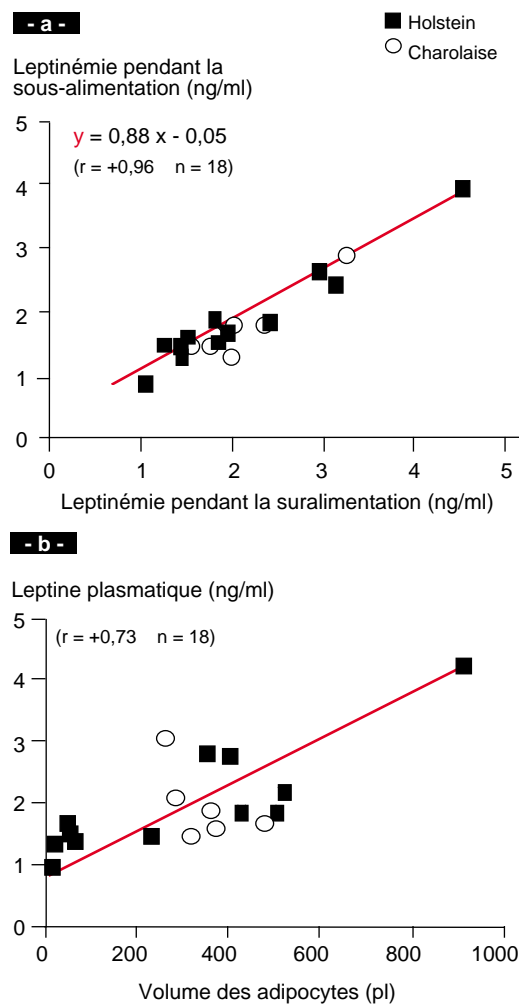 - a -
Holstein
Charolaise
Leptinémie pendant la
sous-alimentation (ng/ml)
5
y = 0,88 x - 0,05
(r = +0,96 n = 18)
4
3
2
1
0
0 1 2 3 4 5
Leptinémie pendant la suralimentation (ng/ml)
- b -
Leptine plasmatique (ng/ml)
5
(r = +0,73 n = 18)
4
3
2
1
0
0 200 400 600 800 1000
Volume des adipocytes (pl)